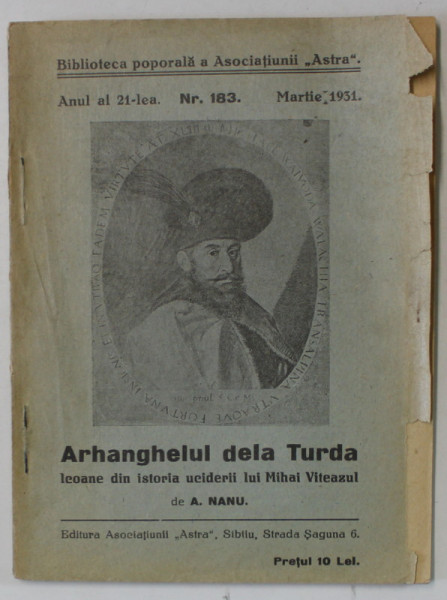 Biblioteca poporală a Asociațiunii „Astra“.
Anul al 21-lea. Nr. 183. Martie 1931.
Arhanghelul dela Turda
Icoane din istoria uciderii lui Mihai Viteazul
de A. NANU.
Editura Asociațiunii „Astra“, Sibiiu, Strada Șaguna 6.
Prețul 10 Lei.